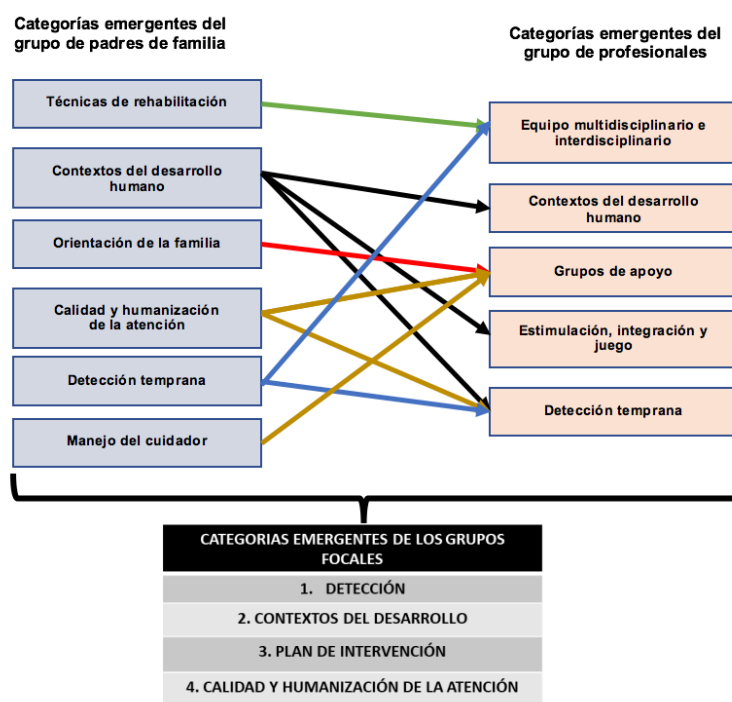 Categorías emergentes del
grupo de padres de familia
Técnicas de rehabilitación
Contextos del desarrollo
humano
Orientación de la familia
Calidad y humanización
de la atención
Detección temprana
Manejo del cuidador
Categorías emergentes del
grupo de profesionales
Equipo multidisciplinario e
interdisciplinario
Contextos del desarrollo
humano
Grupos de apoyo
Estimulación, integración y
juego
Detección temprana
CATEGORIAS EMERGENTES DE LOS GRUPOS
FOCALES
1. DETECCIÓN
2. CONTEXTOS DEL DESARROLLO
3. PLAN DE INTERVENCIÓN
4. CALIDAD Y HUMANIZACIÓN DE LA ATENCIÓN